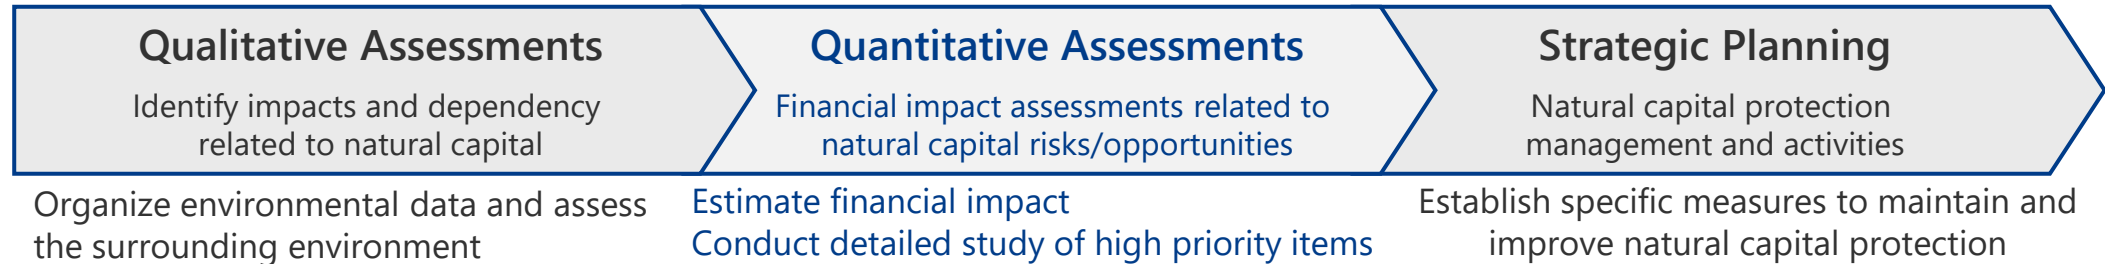 Qualitative Assessments
Identify impacts and dependency
related to natural capital
Organize environmental data and assess
the surrounding environment
Quantitative Assessments
Financial impact assessments related to
natural capital risks/opportunities
Estimate financial impact
Conduct detailed study of high priority items
Strategic Planning
Natural capital protection
management and activities
Establish specific measures to maintain and
improve natural capital protection